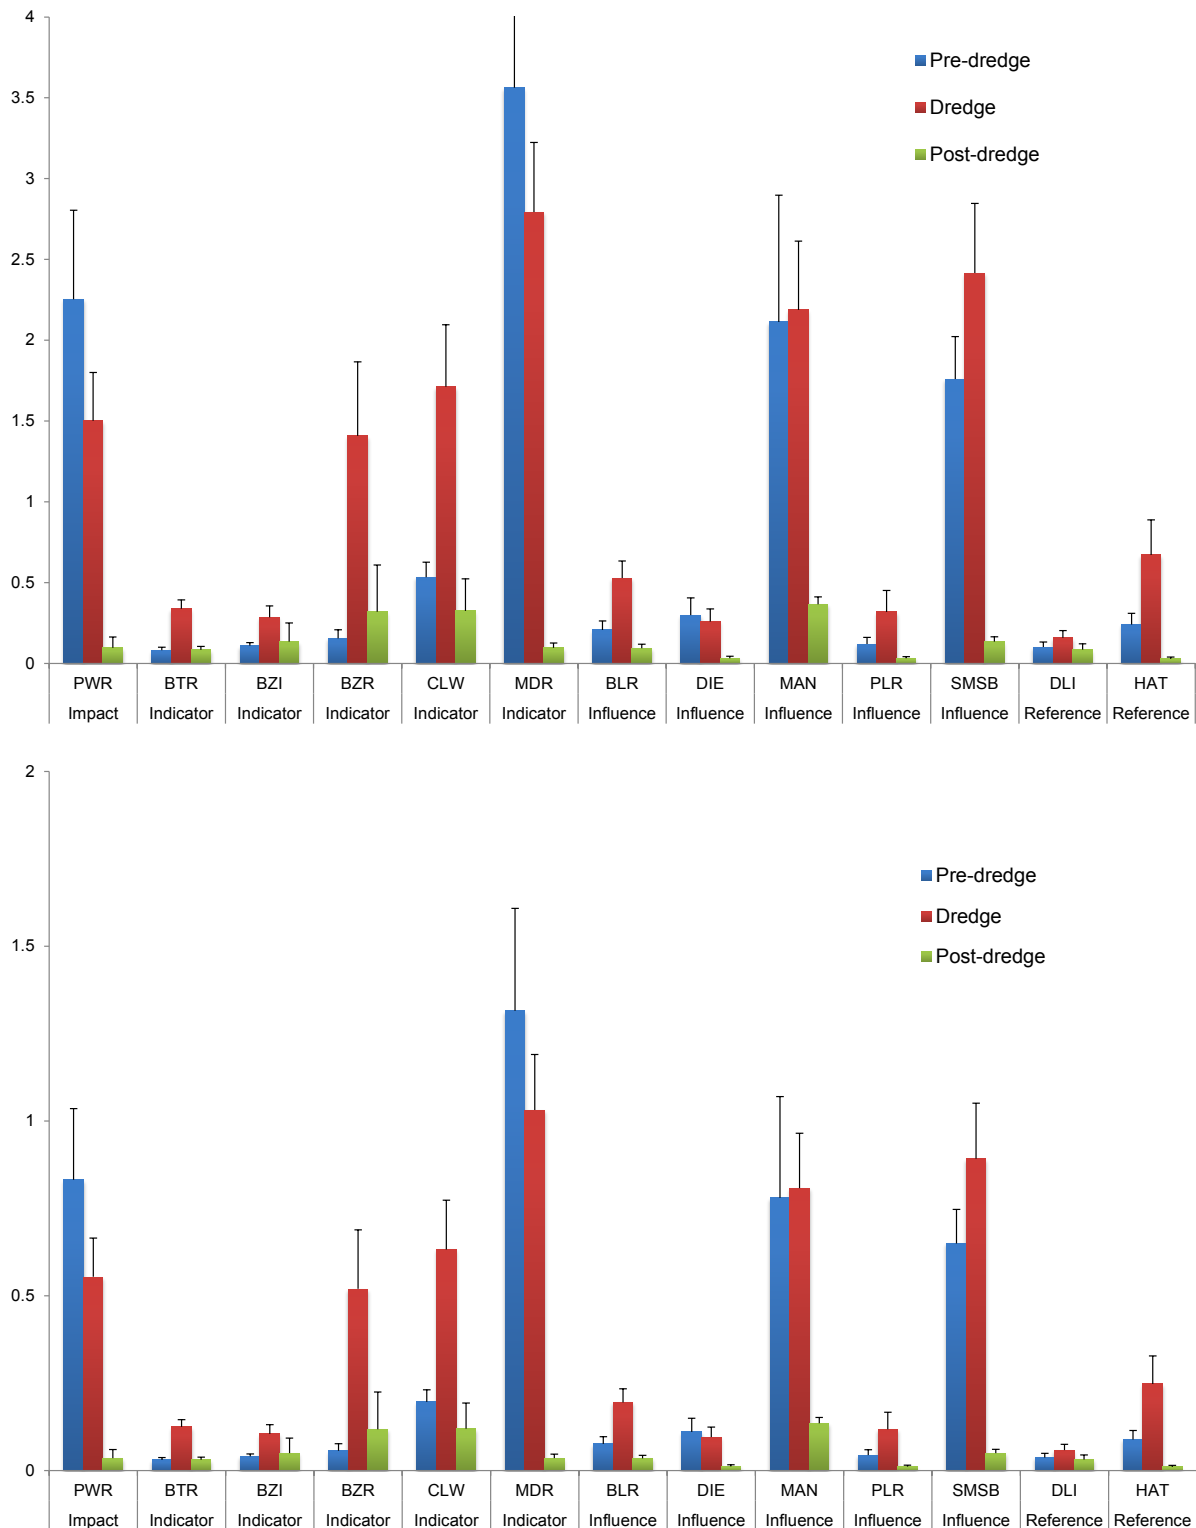 4
3.5
3
2.5
2
1.5
1
0.5
0
Pre-dredge
Dredge
Post-dredge
PWR BTR BZI BZR CLW MDR BLR DIE MAN PLR SMSB DLI HAT
Impact Indicator Indicator Indicator Indicator Indicator Influence Influence Influence Influence Influence Reference Reference
2
1.5
1
0.5
0
Pre-dredge
Dredge
Post-dredge
PWR BTR BZI BZR CLW MDR BLR DIE MAN PLR SMSB DLI HAT
Impact Indicator Indicator Indicator Indicator Indicator Influence Influence Influence Influence Influence Reference Reference